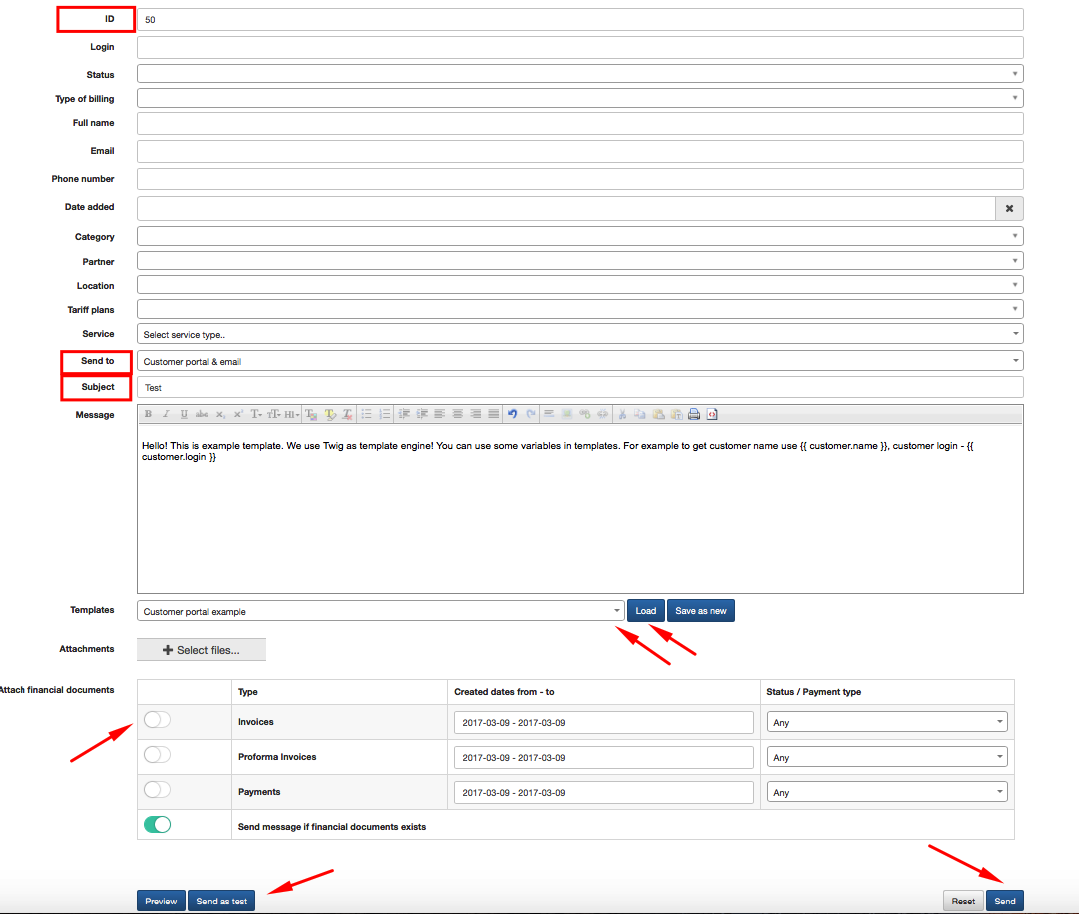 ID 50
Login
Status
Type of billing
Full name
Email
Phone number
Date added
Category
Partner
Location
Tariff plans
Service Select service type..
Send to Customer portal & email
Subject Test
Message
Hello! This is example template. We use Twig as template engine! You can use some variables in templates. For example to get customer name use {{ customer.name }}, customer login - {{
customer.login }}
Templates Customer portal example Load Save as new
Attachments Select files...
Attach financial documents Type Created dates from - to Status / Payment type
Invoices 2017-03-09 - 2017-03-09 Any
Proforma Invoices 2017-03-09 - 2017-03-09 Any
Payments 2017-03-09 - 2017-03-09 Any
Send message if financial documents exists
Preview Send as test Reset Send